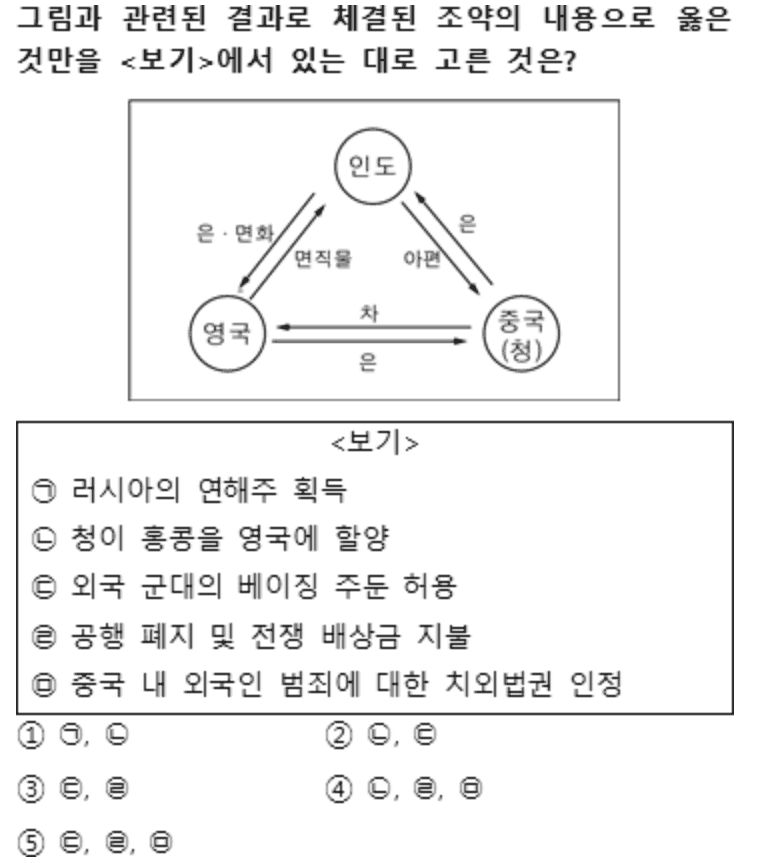 그림과 관련된 결과로 체결된 조약의 내용으로 옳은
것만을 <보기>에서 있는 대로 고른 것은?
인도
은 · 면화
면직물
아편
은
영국
차
은
중국
(청)
<보기>
㉠ 러시아의 연해주 획득
㉡ 청이 홍콩을 영국에 할양
㉢ 외국 군대의 베이징 주둔 허용
㉣ 공행 폐지 및 전쟁 배상금 지불
㉤ 중국 내 외국인 범죄에 대한 치외법권 인정
① ㉠, ㉡ ② ㉡, ㉢
③ ㉢, ㉣ ④ ㉡, ㉣, ㉤
⑤ ㉢, ㉣, ㉤